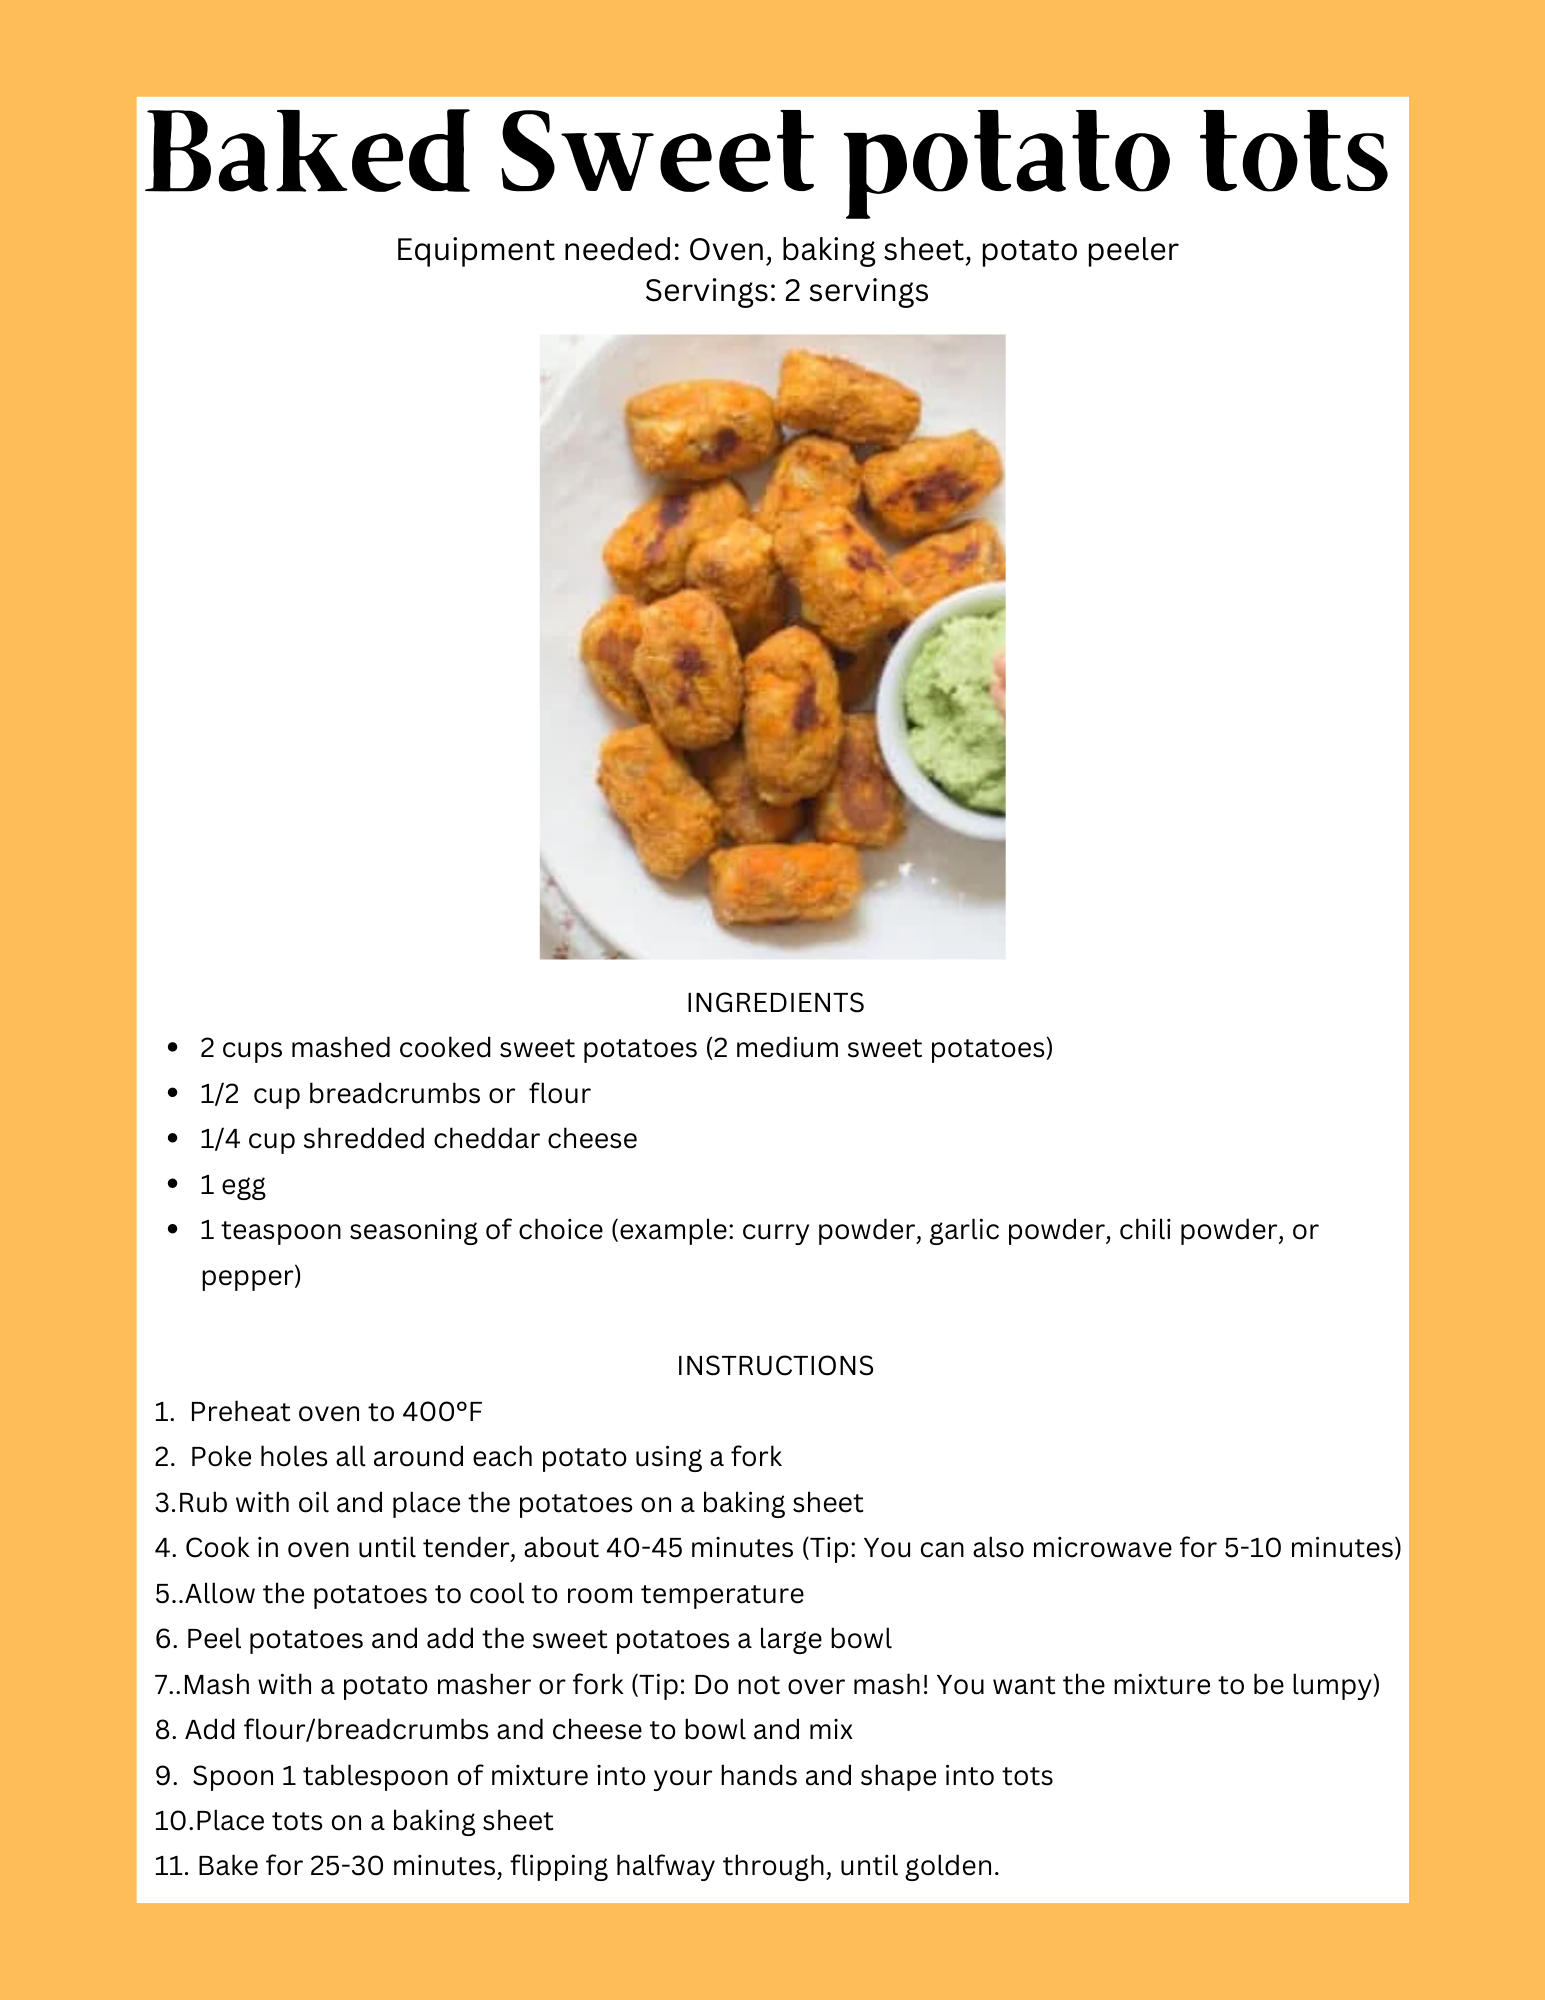 Baked Sweet potato tots
Equipment needed: Oven, baking sheet, potato peeler
Servings: 2 servings
INGREDIENTS
• 2 cups mashed cooked sweet potatoes (2 medium sweet potatoes)
• 1/2  cup breadcrumbs or  flour
• 1/4 cup shredded cheddar cheese
• 1 egg
• 1 teaspoon seasoning of choice (example: curry powder, garlic powder, chili powder, or
pepper)
INSTRUCTIONS
1.  Preheat oven to 400°F
2.  Poke holes all around each potato using a fork
3.Rub with oil and place the potatoes on a baking sheet
4. Cook in oven until tender, about 40-45 minutes (Tip: You can also microwave for 5-10 minutes)
5..Allow the potatoes to cool to room temperature
6. Peel potatoes and add the sweet potatoes a large bowl
7..Mash with a potato masher or fork (Tip: Do not over mash! You want the mixture to be lumpy)
8. Add flour/breadcrumbs and cheese to bowl and mix
9.  Spoon 1 tablespoon of mixture into your hands and shape into tots
10.Place tots on a baking sheet
11. Bake for 25-30 minutes, flipping halfway through, until golden.